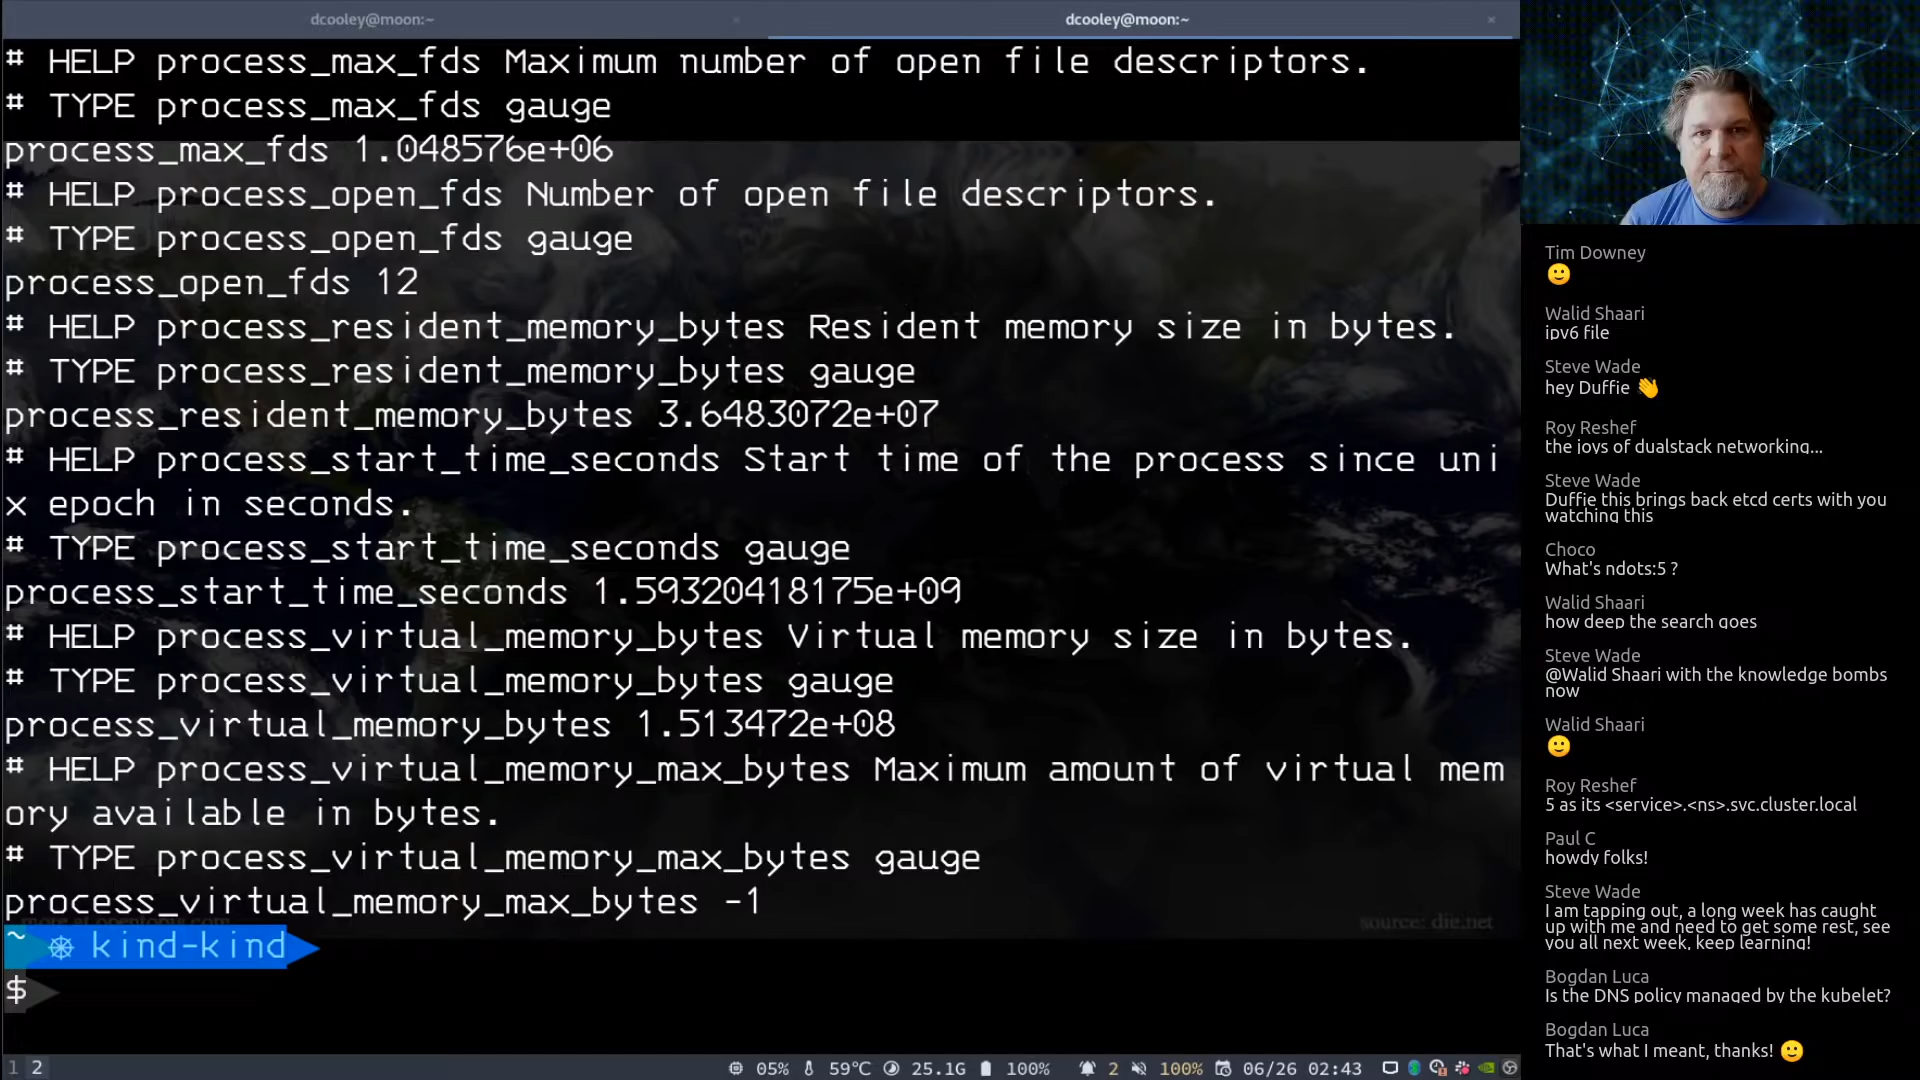 dcooley@moon:~
dcooley@moon:~
# HELP process_max_fds Maximum number of open file descriptors.
# TYPE process_max_fds gauge
process_max_fds 1.048576e+06
# HELP process_open_fds Number of open file descriptors.
# TYPE process_open_fds gauge
process_open_fds 12
# HELP process_resident_memory_bytes Resident memory size in bytes.
# TYPE process_resident_memory_bytes gauge
process_resident_memory_bytes 3.6483072e+07
# HELP process_start_time_seconds Start time of the process since uni
x epoch in seconds.
# TYPE process_start_time_seconds gauge
process_start_time_seconds 1.59320418175e+09
# HELP process_virtual_memory_bytes Virtual memory size in bytes.
# TYPE process_virtual_memory_bytes gauge
process_virtual_memory_bytes 1.513472e+08
# HELP process_virtual_memory_max_bytes Maximum amount of virtual mem
ory available in bytes.
# TYPE process_virtual_memory_max_bytes gauge
process_virtual_memory_max_bytes -1
source: die.net
~ ⎈ kind-kind
$
1 2 05% 59°C 25.1G 100% 2 100% 06/26 02:43
Tim Downey
🙂
Walid Shaari
ipv6 file
Steve Wade
hey Duffie 👋
Roy Reshef
the joys of dualstack networking...
Steve Wade
Duffie this brings back etcd certs with you
watching this
Choco
What's ndots:5 ?
Walid Shaari
how deep the search goes
Steve Wade
@Walid Shaari with the knowledge bombs
now
Walid Shaari
🙂
Roy Reshef
5 as its <service>.<ns>.svc.cluster.local
Paul C
howdy folks!
Steve Wade
I am tapping out, a long week has caught
up with me and need to get some rest, see
you all next week, keep learning!
Bogdan Luca
Is the DNS policy managed by the kubelet?
Bogdan Luca
That's what I meant, thanks! 🙂